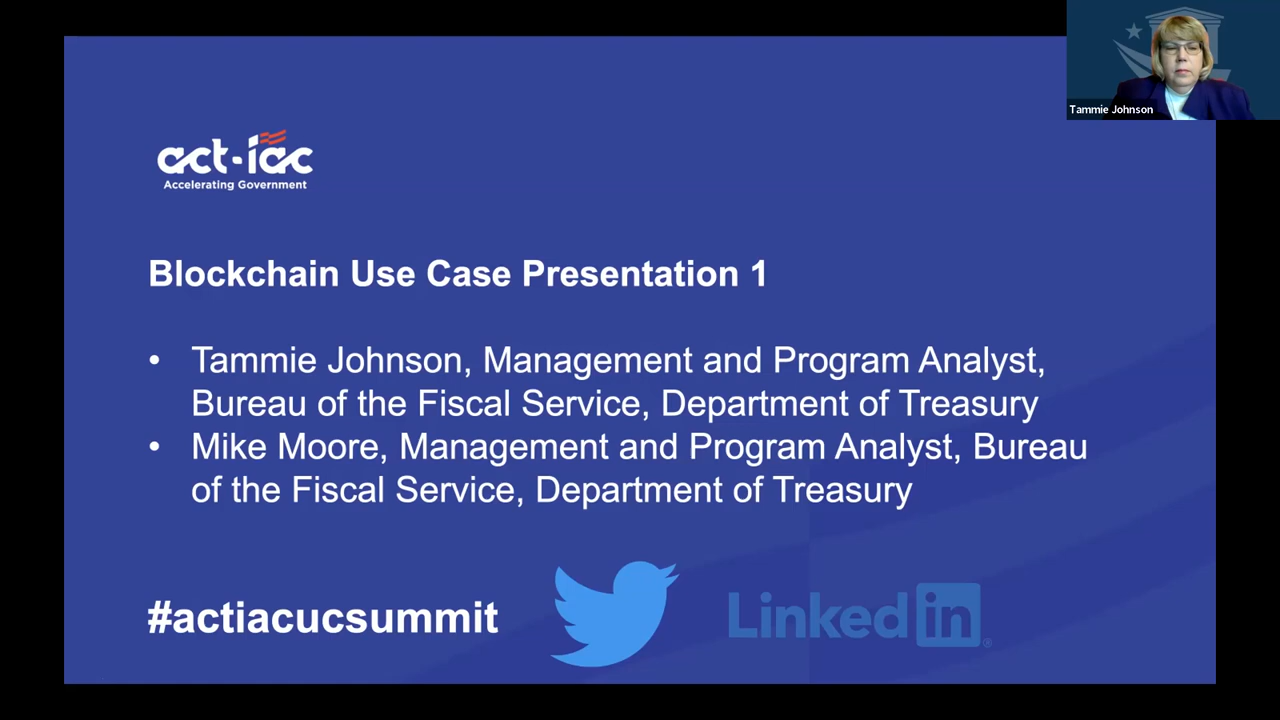 Tammie Johnson
act-iac
Accelerating Government
Blockchain Use Case Presentation 1
• Tammie Johnson, Management and Program Analyst,
Bureau of the Fiscal Service, Department of Treasury
• Mike Moore, Management and Program Analyst, Bureau
of the Fiscal Service, Department of Treasury
#actiacucsummit
LinkedIn®